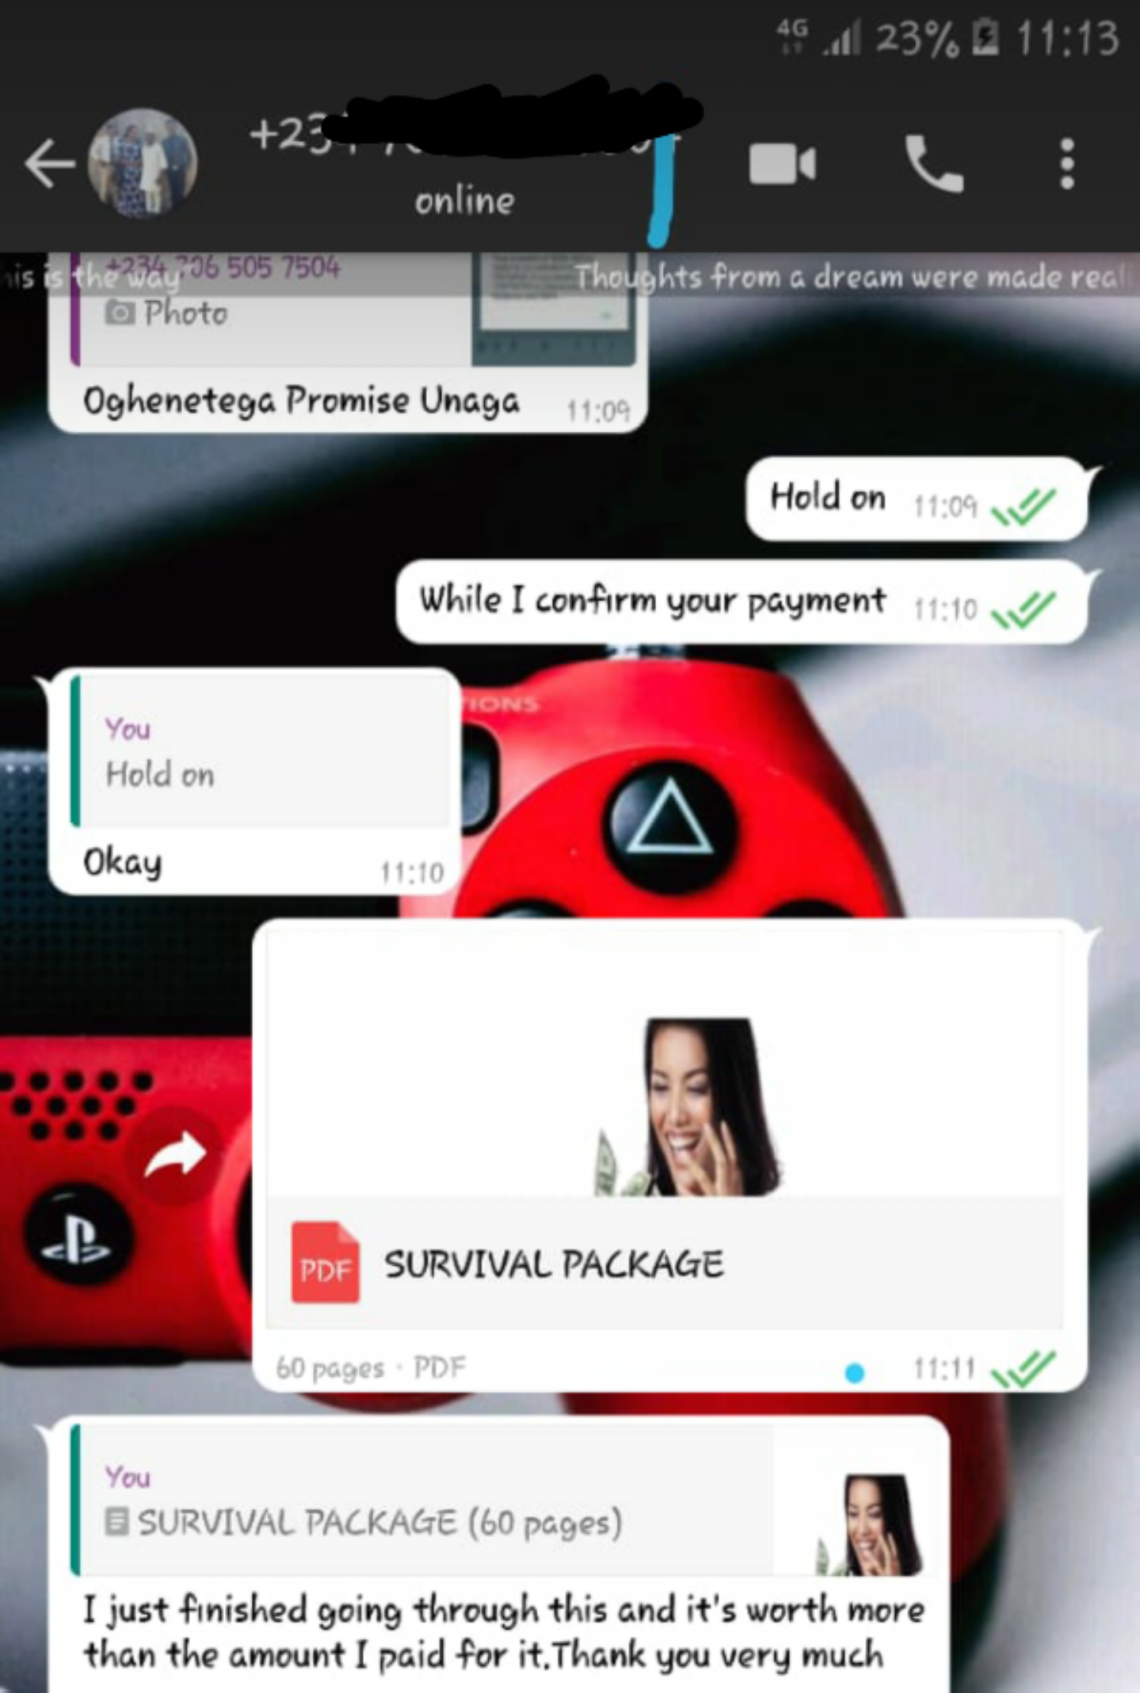 4G 23% 11:13
+234
online
his is the way
Thoughts from a dream were made real
+234 706 505 7504
Photo
Oghenetega Promise Unaga 11:09
Hold on 11:09
While I confirm your payment 11:10
TIONS
You
Hold on
Okay 11:10
PDF SURVIVAL PACKAGE
60 pages · PDF 11:11
You
SURVIVAL PACKAGE (60 pages)
I just finished going through this and it's worth more
than the amount I paid for it.Thank you very much